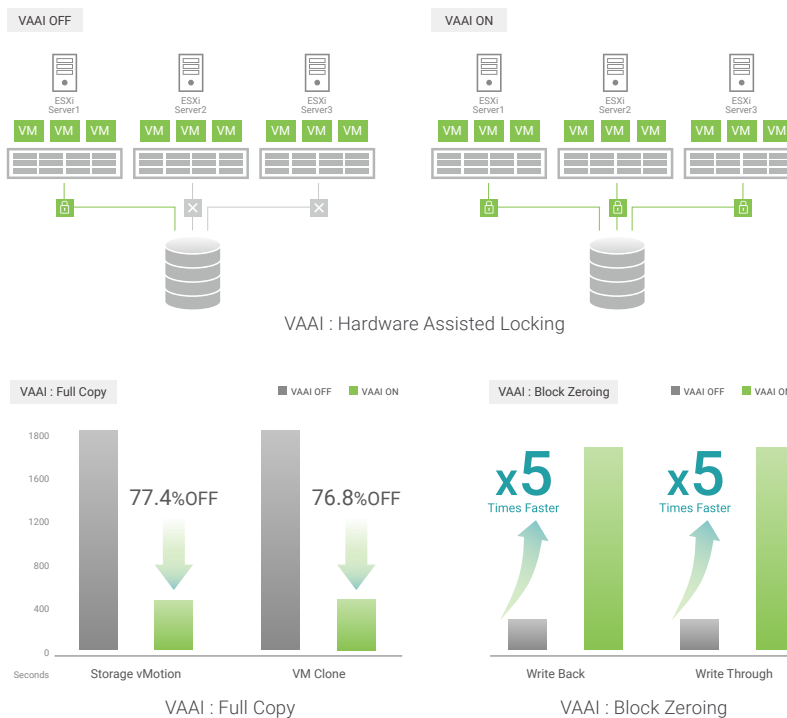 VAAI OFF
ESXi
Server1
ESXi
Server2
ESXi
Server3
VM VM VM VM VM VM VM VM VM
VAAI ON
ESXi
Server1
ESXi
Server2
ESXi
Server3
VM VM VM VM VM VM VM VM VM
VAAI : Hardware Assisted Locking
VAAI : Full Copy
VAAI OFF VAAI ON
1800
1600
1200
800
400
0
Seconds
77.4%OFF
76.8%OFF
Storage vMotion
VM Clone
VAAI : Full Copy
VAAI : Block Zeroing
VAAI OFF VAAI ON
x5
Times Faster
x5
Times Faster
Write Back
Write Through
VAAI : Block Zeroing